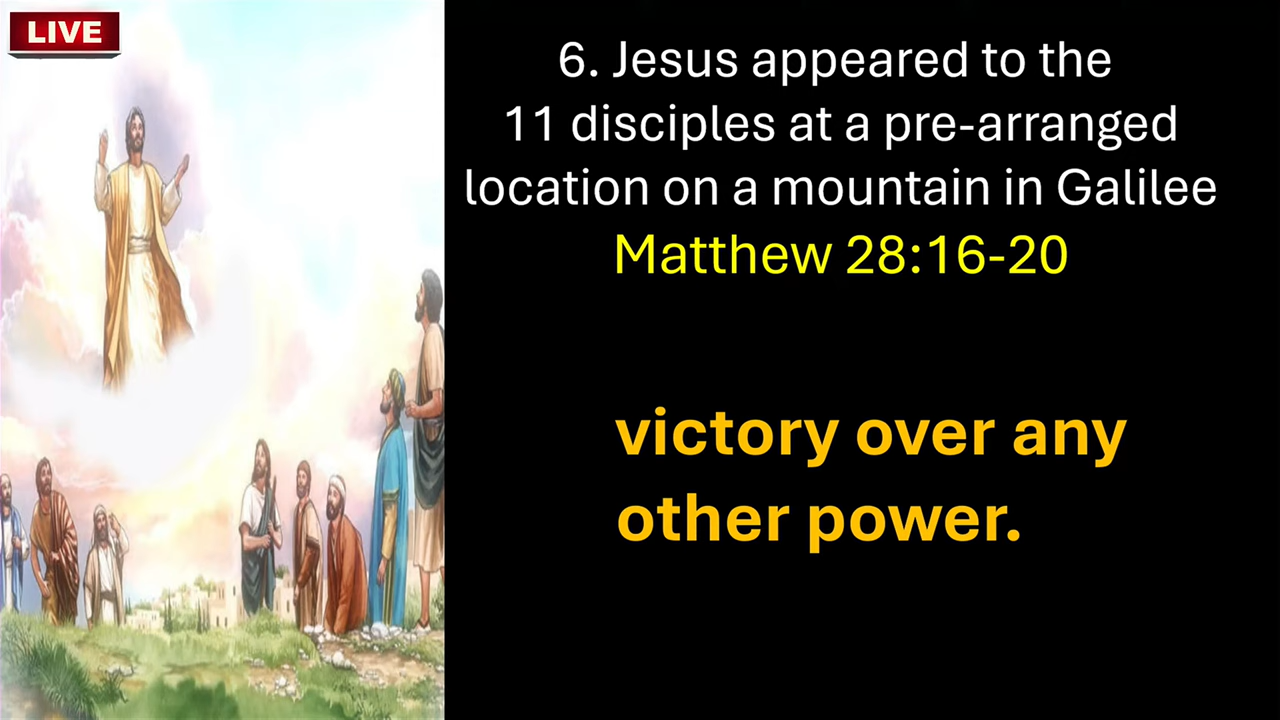 LIVE
6. Jesus appeared to the
11 disciples at a pre-arranged
location on a mountain in Galilee
Matthew 28:16-20
victory over any
other power.